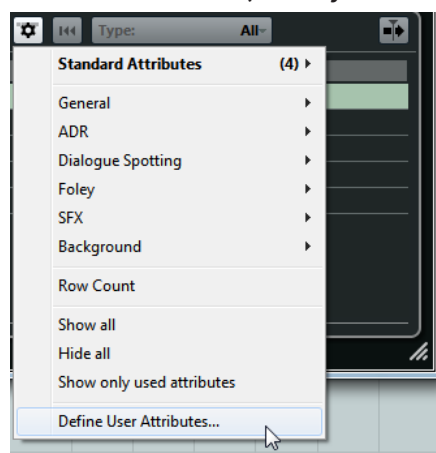 Type: All
Standard Attributes (4)
General
ADR
Dialogue Spotting
Foley
SFX
Background
Row Count
Show all
Hide all
Show only used attributes
Define User Attributes...